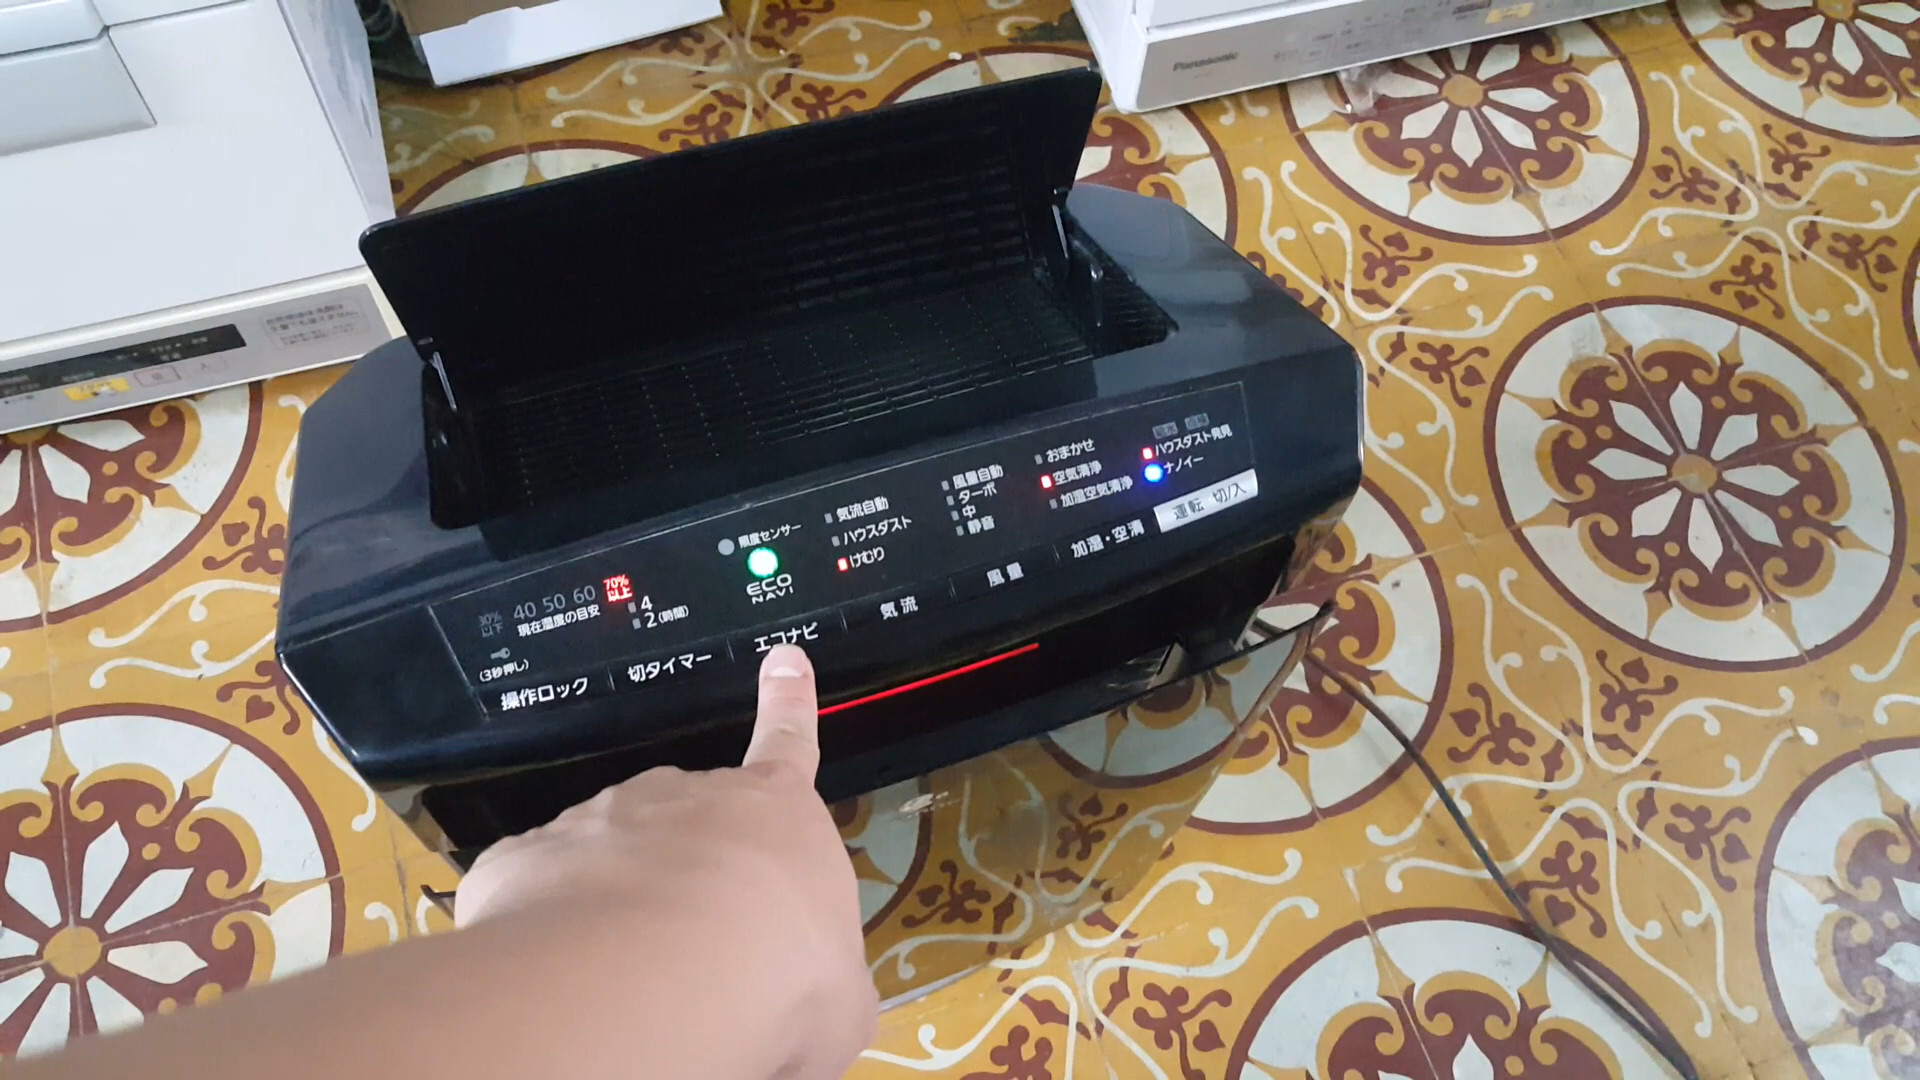 Panasonic
30%
以下
40 50 60
70%
以上
現在湿度の目安
4
2(時間)
(3秒押し)
操作ロック
切タイマー
照度センサー
ECO
NAVI
エコナビ
気流自動
ハウスダスト
けむり
気流
風量自動
ターボ
中
静音
風量
おまかせ
空気清浄
加湿空気清浄
加湿・空清
給水
点検
ハウスダスト発見
ナノイー
運転 切/入